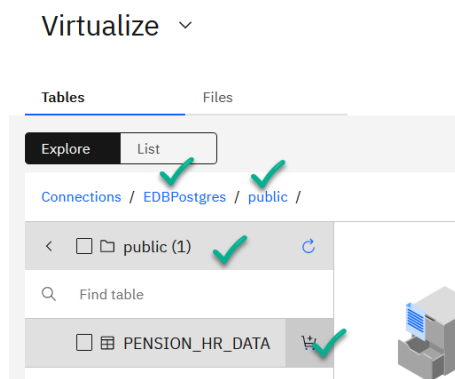 Virtualize
Tables Files
Explore List
Connections / EDBPostgres / public /
public (1)
Find table
PENSION_HR_DATA